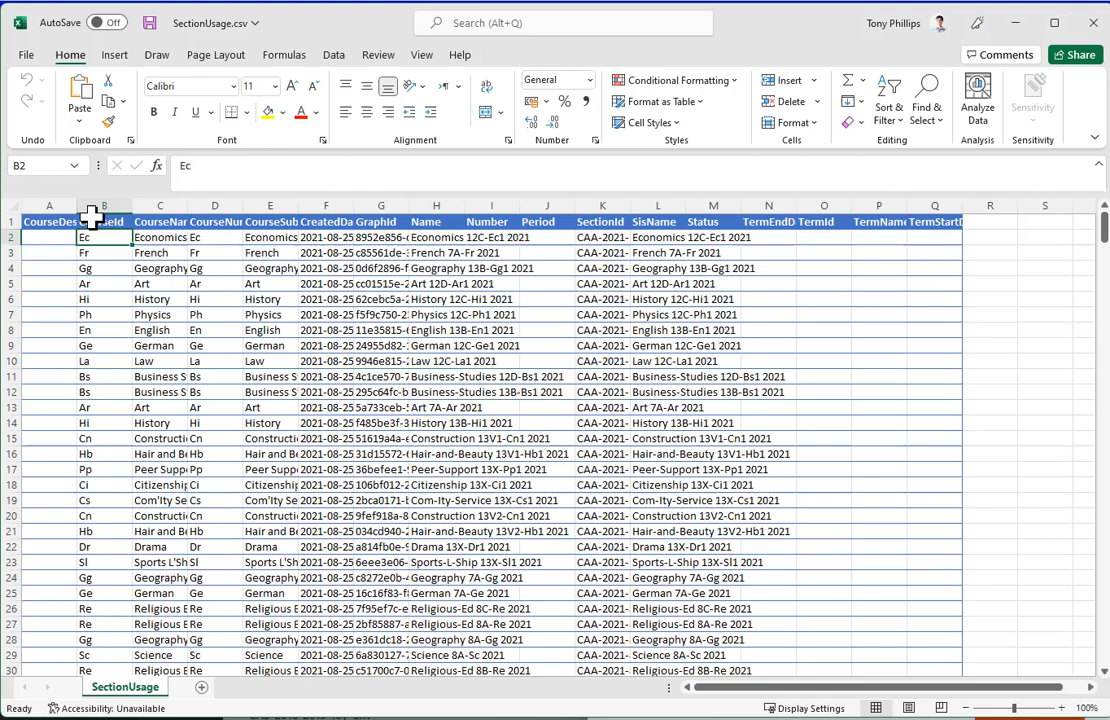 AutoSave Off SectionUsage.csv Search (Alt+Q) Tony Phillips
File Home Insert Draw Page Layout Formulas Data Review View Help Comments Share
Paste Calibri 11 General Conditional Formatting Format as Table Cell Styles Insert Delete Format Sort & Filter Find & Select Analyze Data Sensitivity
Undo Clipboard Font Alignment Number Styles Cells Editing Analysis Sensitivity
B2 fx Ec
A B C D E F G H I J K L M N O P Q R S
1 CourseDes CourseNar CourseNur CourseSub CreatedDa GraphId Name Number Period SectionId SisName Status TermEndD TermId TermName TermStartD
2 Ec Economics Ec Economics 2021-08-25 8952e856- Economics 12C-Ec1 2021 CAA-2021- Economics 12C-Ec1 2021
3 Fr French Fr French 2021-08-25 c85561de- French 7A-Fr 2021 CAA-2021- French 7A-Fr 2021
4 Gg Geography Gg Geography 2021-08-25 0d6f2896-f Geography 13B-Gg1 2021 CAA-2021- Geography 13B-Gg1 2021
5 Ar Art Ar Art 2021-08-25 cc01515e-2 Art 12D-Ar1 2021 CAA-2021- Art 12D-Ar1 2021
6 Hi History Hi History 2021-08-25 62cebc5a-2 History 12C-Hi1 2021 CAA-2021- History 12C-Hi1 2021
7 Ph Physics Ph Physics 2021-08-25 f5f9c750-2 Physics 12C-Ph1 2021 CAA-2021- Physics 12C-Ph1 2021
8 En English En English 2021-08-25 11e35815-6 English 13B-En1 2021 CAA-2021- English 13B-En1 2021
9 Ge German Ge German 2021-08-25 24955d82-3 German 12C-Ge1 2021 CAA-2021- German 12C-Ge1 2021
10 La Law La Law 2021-08-25 9946e815-2 Law 12C-La1 2021 CAA-2021- Law 12C-La1 2021
11 Bs Business S Bs Business S 2021-08-25 4c1ce570-7 Business-Studies 12D-Bs1 2021 CAA-2021- Business-Studies 12D-Bs1 2021
12 Bs Business S Bs Business S 2021-08-25 295c64fc-b Business-Studies 13B-Bs1 2021 CAA-2021- Business-Studies 13B-Bs1 2021
13 Ar Art Ar Art 2021-08-25 5a733ceb-5 Art 7A-Ar 2021 CAA-2021- Art 7A-Ar 2021
14 Hi History Hi History 2021-08-25 f485be3f-3 History 13B-Hi1 2021 CAA-2021- History 13B-Hi1 2021
15 Cn Constructi Cn Constructi 2021-08-25 51619a4a- Construction 13V1-Cn1 2021 CAA-2021- Construction 13V1-Cn1 2021
16 Hb Hair and B Hb Hair and Be 2021-08-25 31d15572- Hair-and-Beauty 13V1-Hb1 2021 CAA-2021- Hair-and-Beauty 13V1-Hb1 2021
17 Pp Peer Supp Pp Peer Suppo 2021-08-25 36befee1- Peer-Support 13X-Pp1 2021 CAA-2021- Peer-Support 13X-Pp1 2021
18 Ci Citizenship Ci Citizenship 2021-08-25 106bf012-2 Citizenship 13X-Ci1 2021 CAA-2021- Citizenship 13X-Ci1 2021
19 Cs Com'Ity Se Cs Com'Ity Se 2021-08-25 2bca0171-b Com-Ity-Service 13X-Cs1 2021 CAA-2021- Com-Ity-Service 13X-Cs1 2021
20 Cn Constructi Cn Constructi 2021-08-25 9fef918a-8 Construction 13V2-Cn1 2021 CAA-2021- Construction 13V2-Cn1 2021
21 Hb Hair and B Hb Hair and Be 2021-08-25 034cd940-2 Hair-and-Beauty 13V2-Hb1 2021 CAA-2021- Hair-and-Beauty 13V2-Hb1 2021
22 Dr Drama Dr Drama 2021-08-25 a814fb0e-5 Drama 13X-Dr1 2021 CAA-2021- Drama 13X-Dr1 2021
23 Sl Sports L'Sh Sl Sports L'Sh 2021-08-25 6eee3e06- Sports-L-Ship 13X-Sl1 2021 CAA-2021- Sports-L-Ship 13X-Sl1 2021
24 Gg Geography Gg Geography 2021-08-25 c8272e0b-4 Geography 7A-Gg 2021 CAA-2021- Geography 7A-Gg 2021
25 Ge German Ge German 2021-08-25 16c16f83-f German 7A-Ge 2021 CAA-2021- German 7A-Ge 2021
26 Re Religious E Re Religious E 2021-08-25 7f95ef7c-e Religious-Ed 8C-Re 2021 CAA-2021- Religious-Ed 8C-Re 2021
27 Re Religious E Re Religious E 2021-08-25 2bf85887-a Religious-Ed 8A-Re 2021 CAA-2021- Religious-Ed 8A-Re 2021
28 Gg Geography Gg Geography 2021-08-25 e361dc18-2 Geography 8A-Gg 2021 CAA-2021- Geography 8A-Gg 2021
29 Sc Science Sc Science 2021-08-25 6a830127-7 Science 8A-Sc 2021 CAA-2021- Science 8A-Sc 2021
30 Re Religious E Re Religious E 2021-08-25 c51700c7-0 Religious-Ed 8B-Re 2021 CAA-2021- Religious-Ed 8B-Re 2021
SectionUsage
Ready Accessibility: Unavailable Display Settings 100%